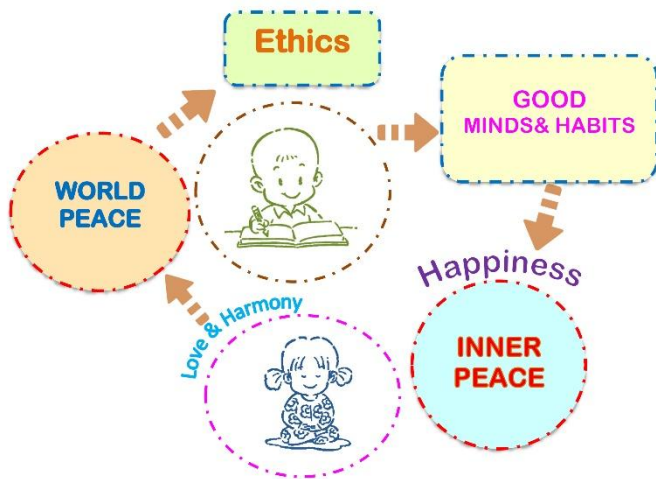 Ethics
GOOD
MINDS& HABITS
WORLD
PEACE
Happiness
Love & Harmony
INNER
PEACE